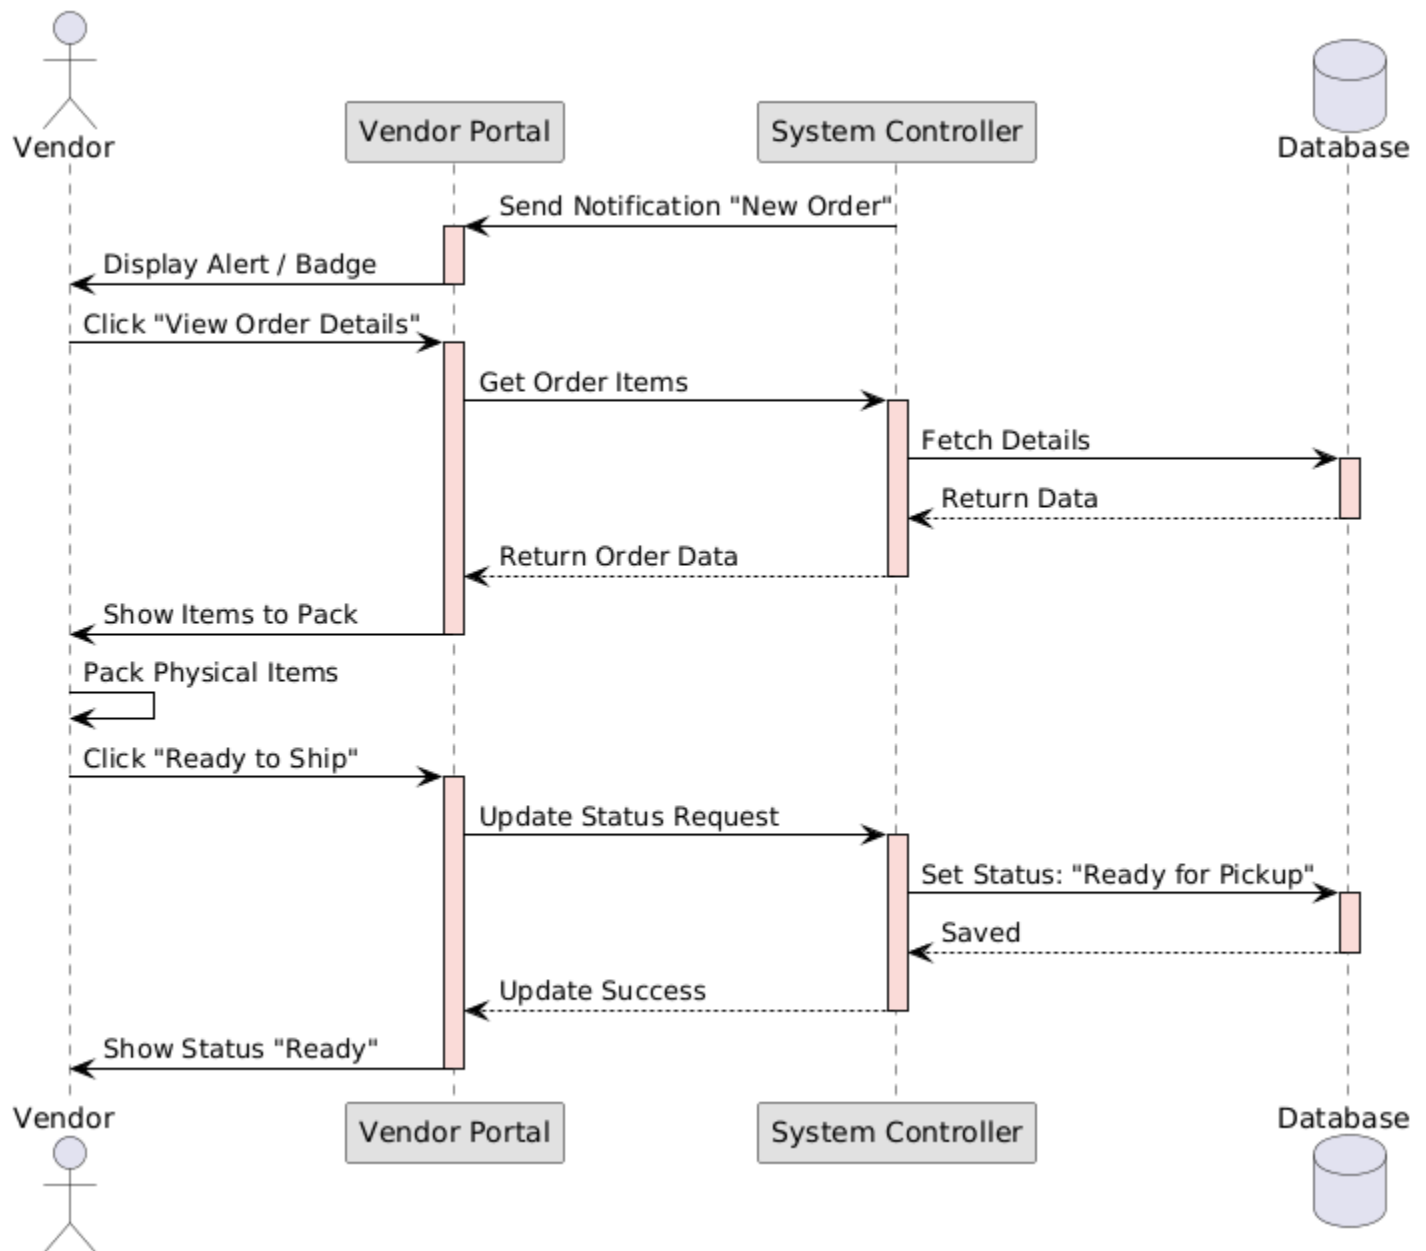 Vendor
Vendor Portal
System Controller
Database
Send Notification "New Order"
Display Alert / Badge
Click "View Order Details"
Get Order Items
Fetch Details
Return Data
Return Order Data
Show Items to Pack
Pack Physical Items
Click "Ready to Ship"
Update Status Request
Set Status: "Ready for Pickup"
Saved
Update Success
Show Status "Ready"
Vendor
Vendor Portal
System Controller
Database